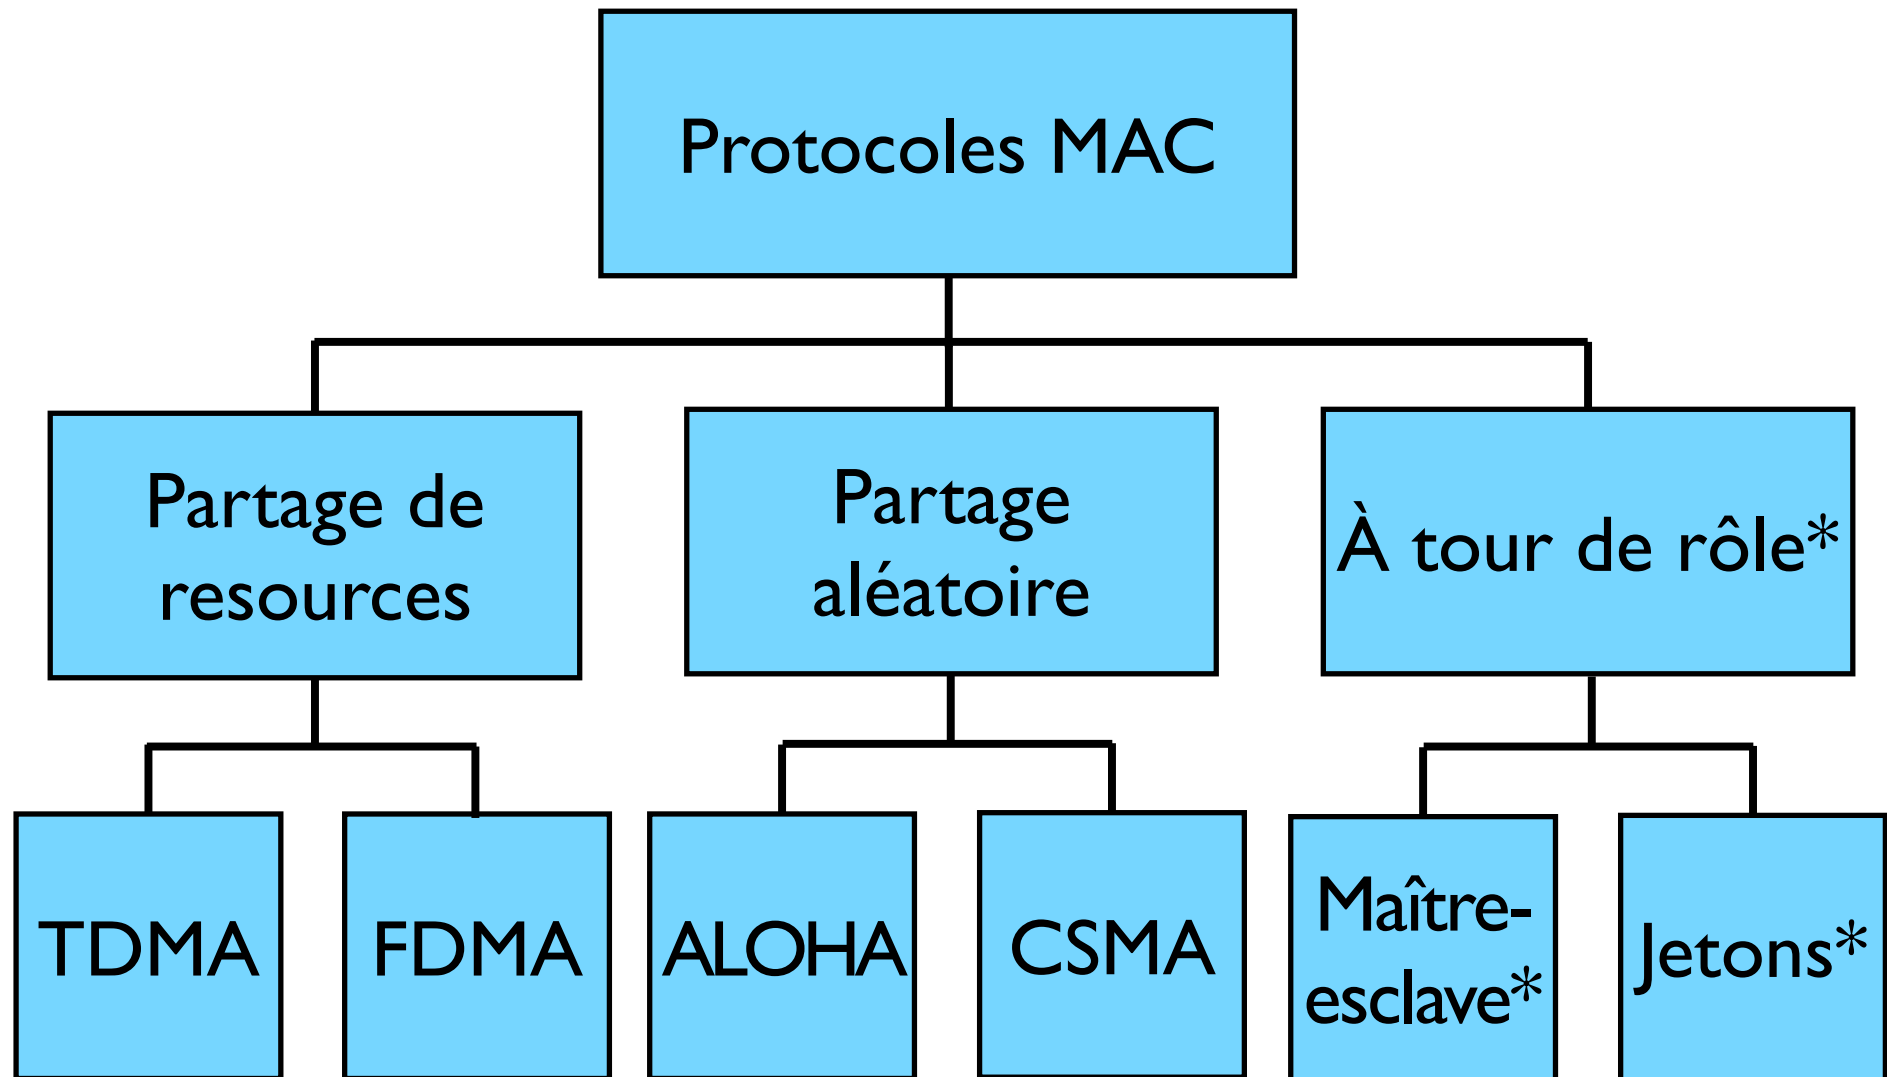 Protocoles MAC
Partage de
resources
Partage
aléatoire
À tour de rôle*
TDMA
FDMA
ALOHA
CSMA
Maître-
esclave*
Jetons*